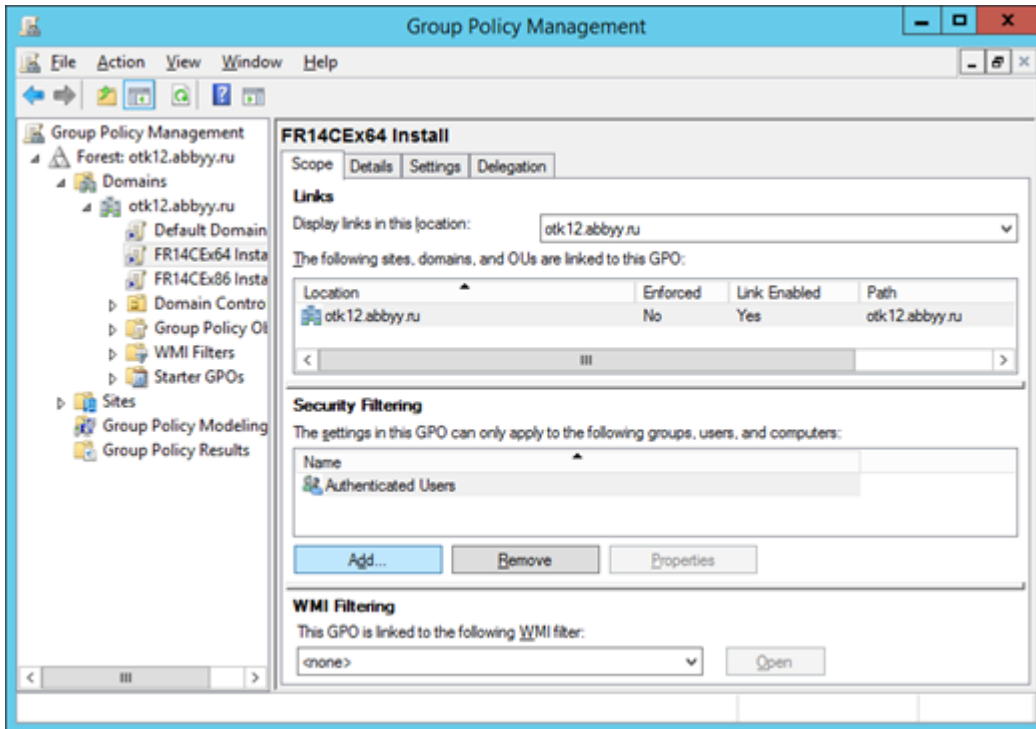 Group Policy Management
File Action View Window Help
Group Policy Management
Forest: otk12.abbyy.ru
Domains
otk12.abbyy.ru
Default Domain
FR14CEx64 Insta
FR14CEx86 Insta
Domain Contro
Group Policy Ob
WMI Filters
Starter GPOs
Sites
Group Policy Modeling
Group Policy Results
FR14CEx64 Install
Scope Details Settings Delegation
Links
Display links in this location: otk12.abbyy.ru
The following sites, domains, and OUs are linked to this GPO:
Location Enforced Link Enabled Path
otk12.abbyy.ru No Yes otk12.abbyy.ru
Security Filtering
The settings in this GPO can only apply to the following groups, users, and computers:
Name
Authenticated Users
Add... Remove Properties
WMI Filtering
This GPO is linked to the following WMI filter:
<none> Open